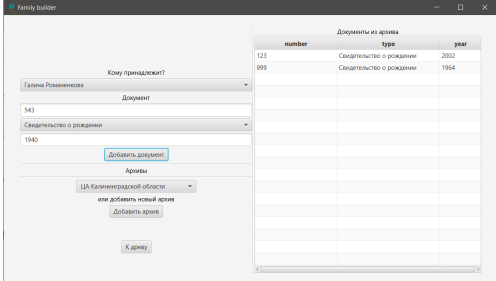 Family builder
Кому принадлежит?
Галина Романенкова
Документ
543
Свидетельство о рождении
1940
Добавить документ
Архивы
ЦА Калининградской области
или добавить новый архив
Добавить архив
К древу
Документы из архива
number type year
123 Свидетельство о рождении 2002
999 Свидетельство о рождении 1964